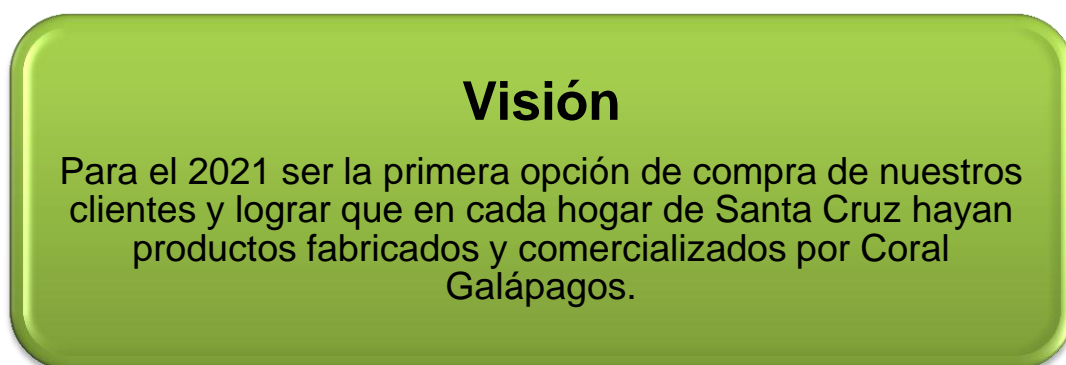 Visión
Para el 2021 ser la primera opción de compra de nuestros
clientes y lograr que en cada hogar de Santa Cruz hayan
productos fabricados y comercializados por Coral
Galápagos.